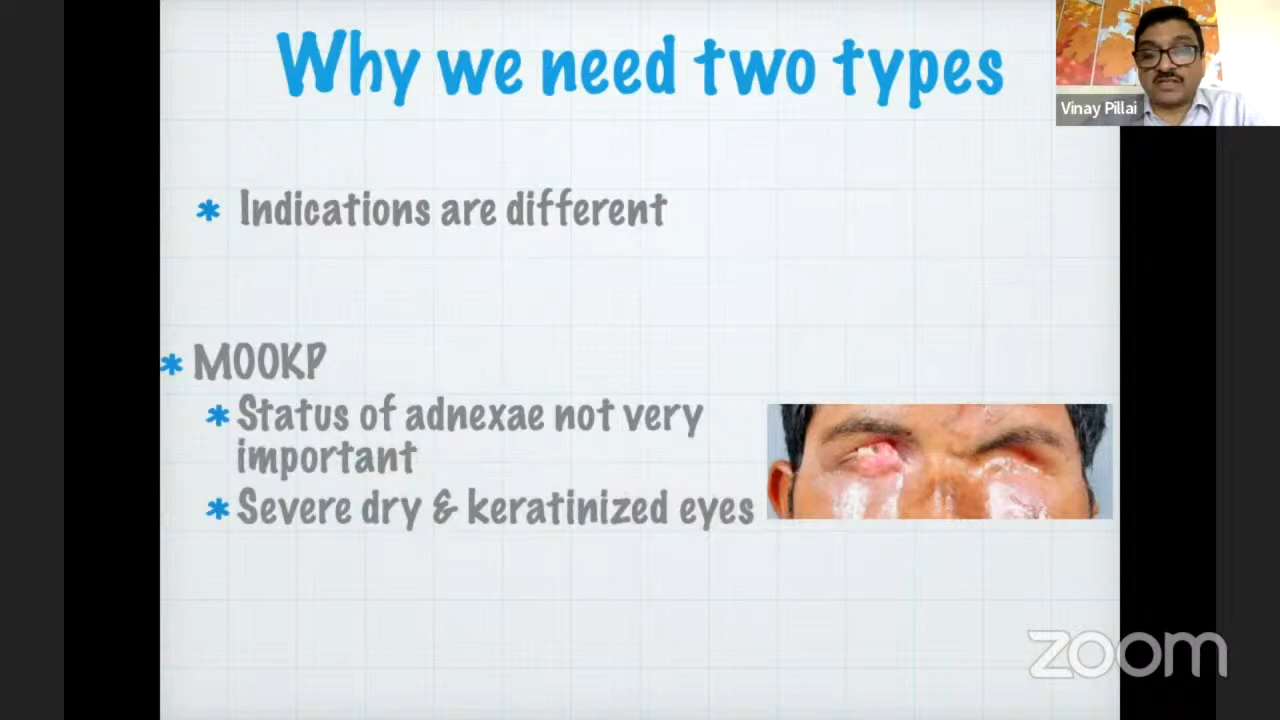 Why we need two types
Vinay Pillai
* Indications are different
* MOOKP
* Status of adnexae not very
important
* Severe dry & keratinized eyes
zoom